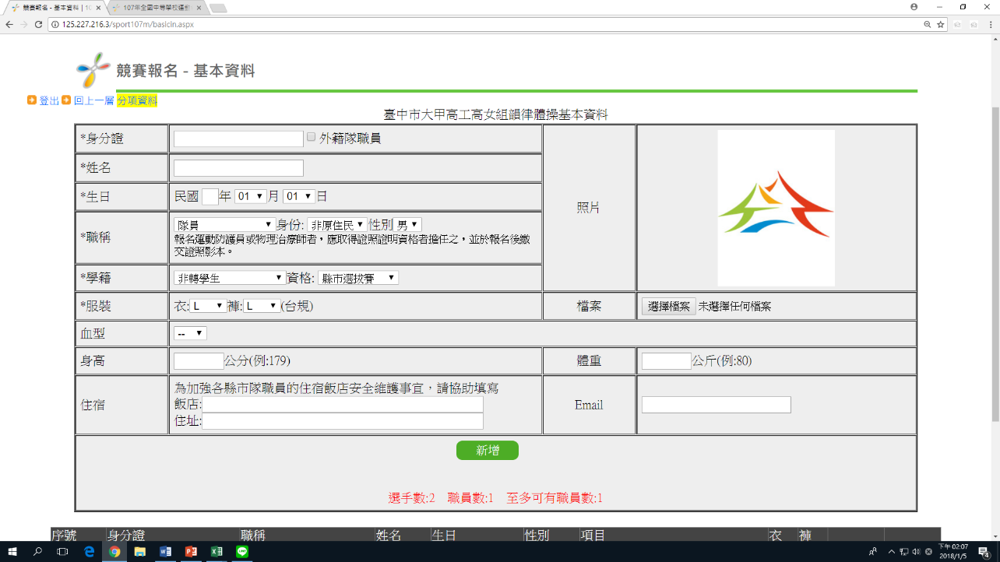 競賽報名 - 基本資料 | 10
107年全國中等學校運動
125.227.216.3/sport107m/basicin.aspx
競賽報名 - 基本資料
登出 回上一層 分項資料
臺中市大甲高工高女組韻律體操基本資料
*身分證 外籍隊職員
*姓名
*生日 民國 年 01 月 01 日
照片
*職稱 隊員 身份: 非原住民 性別 男
報名運動防護員或物理治療師者，應取得證照證明資格者擔任之，並於報名後繳
交證照影本。
*學籍 非轉學生 資格: 縣市選拔賽
*服裝 衣: L 褲: L (台規) 檔案 選擇檔案 未選擇任何檔案
血型 --
身高 公分(例:179) 體重 公斤(例:80)
住宿 為加強各縣市隊職員的住宿飯店安全維護事宜，請協助填寫
飯店:
住址:
Email
新增
選手數:2 職員數:1 至多可有職員數:1
序號 身分證 職稱 姓名 生日 性別 項目 衣 褲
下午 02:07
2018/1/5
4